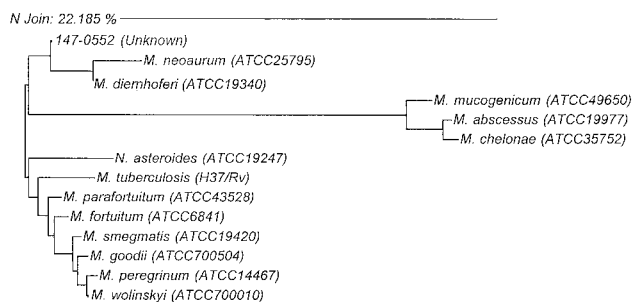 N Join: 22.185 %
147-0552 (Unknown)
M. neoaurum (ATCC25795)
M. diernhoferi (ATCC19340)
M. mucogenicum (ATCC49650)
M. abscessus (ATCC19977)
M. chelonae (ATCC35752)
N. asteroides (ATCC19247)
M. tuberculosis (H37/Rv)
M. parafortuitum (ATCC43528)
M. fortuitum (ATCC6841)
M. smegmatis (ATCC19420)
M. goodii (ATCC700504)
M. peregrinum (ATCC14467)
M. wolinskyi (ATCC700010)